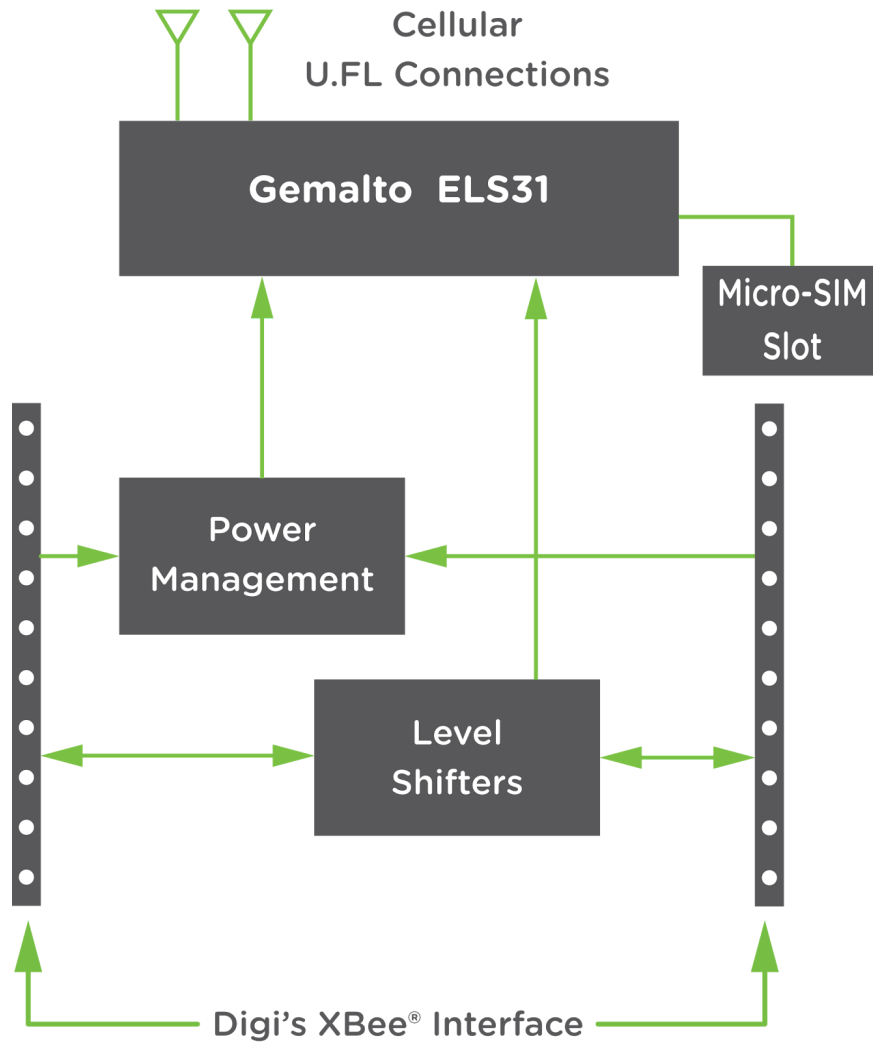 Cellular
U.FL Connections
Gemalto ELS31
Micro-SIM
Slot
Power
Management
Level
Shifters
Digi's XBee® Interface